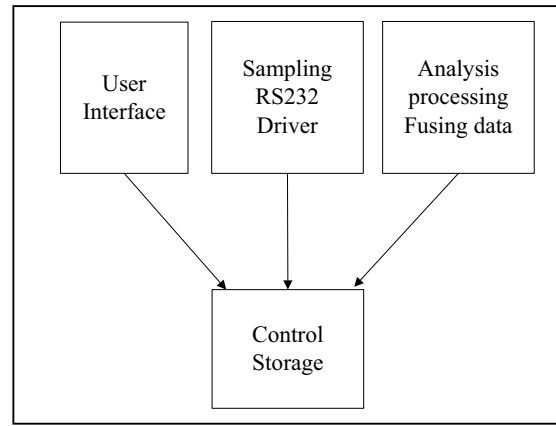 User
Interface
Sampling
RS232
Driver
Analysis
processing
Fusing data
Control
Storage